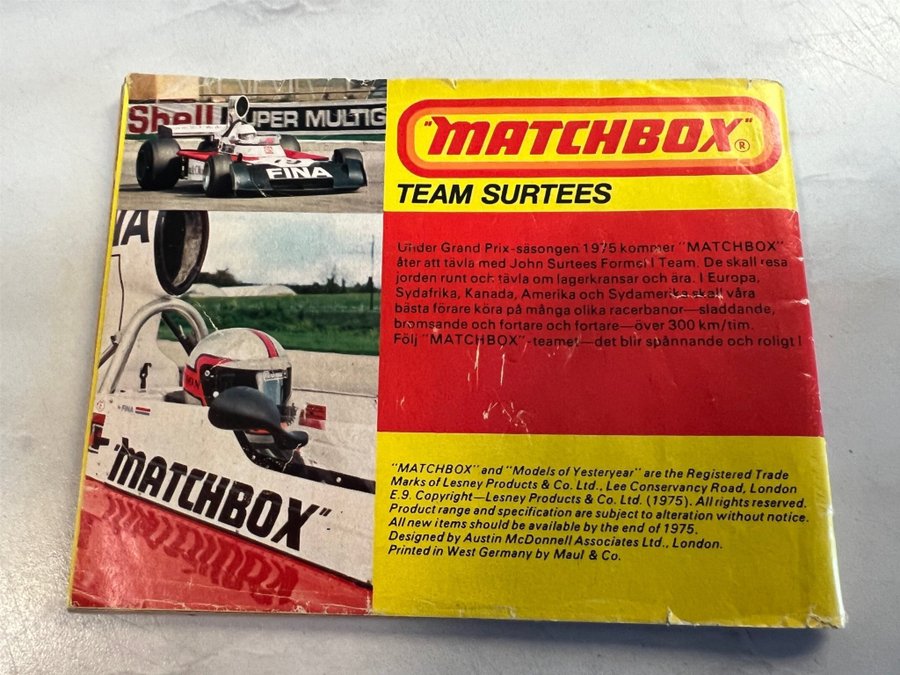 Shell SUPER MULTIG
FINA
"MATCHBOX"®
TEAM SURTEES
Under Grand Prix-säsongen 1975 kommer "MATCHBOX"
åter att tävla med John Surtees Formel I Team. De skall resa
jorden runt och tävla om lagerkransar och ära. I Europa,
Sydafrika, Kanada, Amerika och Sydamerika skall våra
bästa förare köra på många olika racerbanor—sladdande,
bromsande och fortare och fortare—över 300 km/tim.
Följ "MATCHBOX"-teamet—det blir spännande och roligt!
FINA
"MATCHBOX"
"MATCHBOX" and "Models of Yesteryear" are the Registered Trade
Marks of Lesney Products & Co. Ltd., Lee Conservancy Road, London
E.9. Copyright—Lesney Products & Co. Ltd. (1975). All rights reserved.
Product range and specification are subject to alteration without notice.
All new items should be available by the end of 1975.
Designed by Austin McDonnell Associates Ltd., London.
Printed in West Germany by Maul & Co.